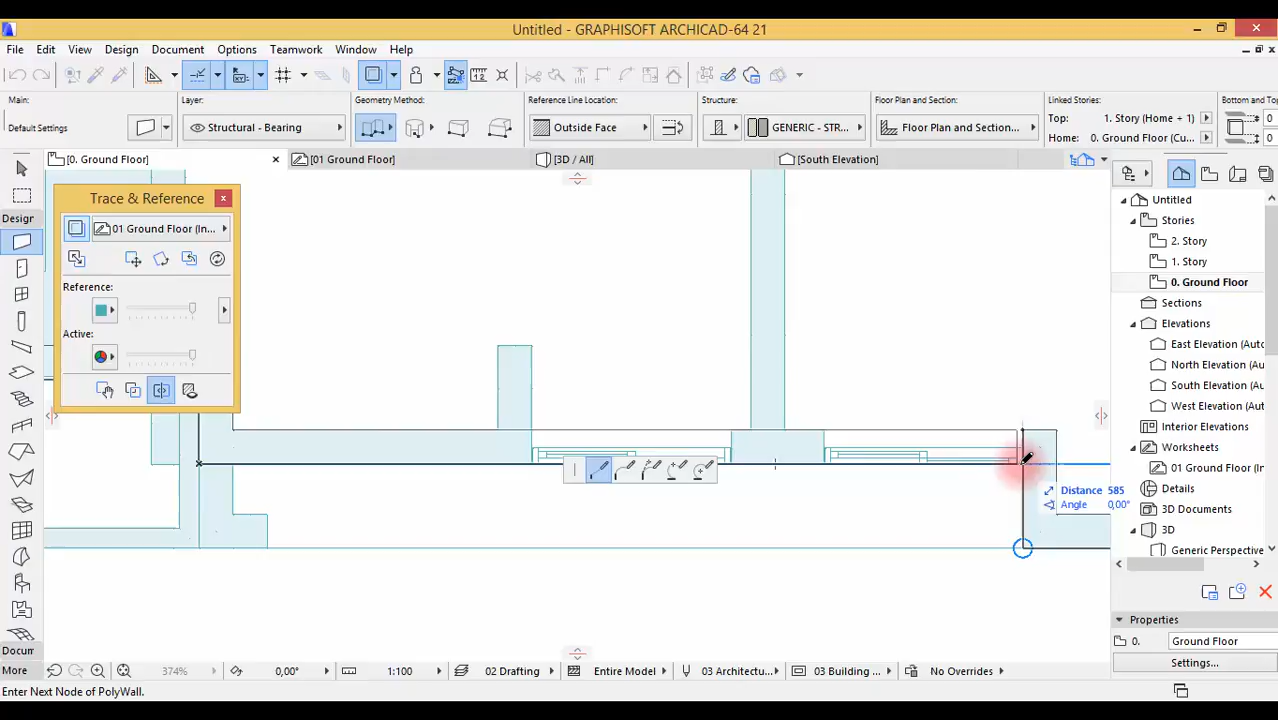 Untitled - GRAPHISOFT ARCHICAD-64 21
File Edit View Design Document Options Teamwork Window Help
Main: Layer: Geometry Method: Reference Line Location: Structure: Floor Plan and Section: Linked Stories: Bottom and Top
Default Settings Structural - Bearing Outside Face GENERIC - STR... Floor Plan and Section...
Top: 1. Story (Home + 1) 0
Home: 0. Ground Floor (Cu... 0
[0. Ground Floor] [01 Ground Floor] [3D / All] [South Elevation]
Design
More
Trace & Reference
01 Ground Floor (In...
Reference:
Active:
Distance 585
Angle 0,00°
Untitled
Stories
2. Story
1. Story
0. Ground Floor
Sections
Elevations
East Elevation (Aut
North Elevation (Au
South Elevation (Au
West Elevation (Aut
Interior Elevations
Worksheets
01 Ground Floor (In
Details
3D Documents
3D
Generic Perspective
Properties
0. Ground Floor
Settings...
Docum
374% 0,00° 1:100 02 Drafting Entire Model 03 Architectu... 03 Building ... No Overrides
Enter Next Node of PolyWall.